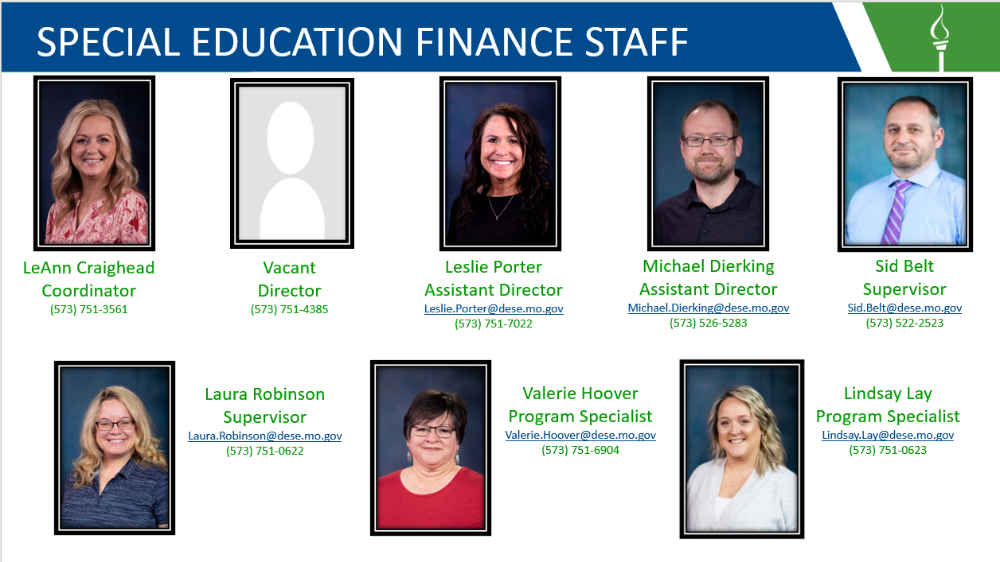 SPECIAL EDUCATION FINANCE STAFF
LeAnn Craighead
Coordinator
(573) 751-3561
Vacant
Director
(573) 751-4385
Leslie Porter
Assistant Director
Leslie.Porter@dese.mo.gov
(573) 751-7022
Michael Dierking
Assistant Director
Michael.Dierking@dese.mo.gov
(573) 526-5283
Sid Belt
Supervisor
Sid.Belt@dese.mo.gov
(573) 522-2523
Laura Robinson
Supervisor
Laura.Robinson@dese.mo.gov
(573) 751-0622
Valerie Hoover
Program Specialist
Valerie.Hoover@dese.mo.gov
(573) 751-6904
Lindsay Lay
Program Specialist
Lindsay.Lay@dese.mo.gov
(573) 751-0623